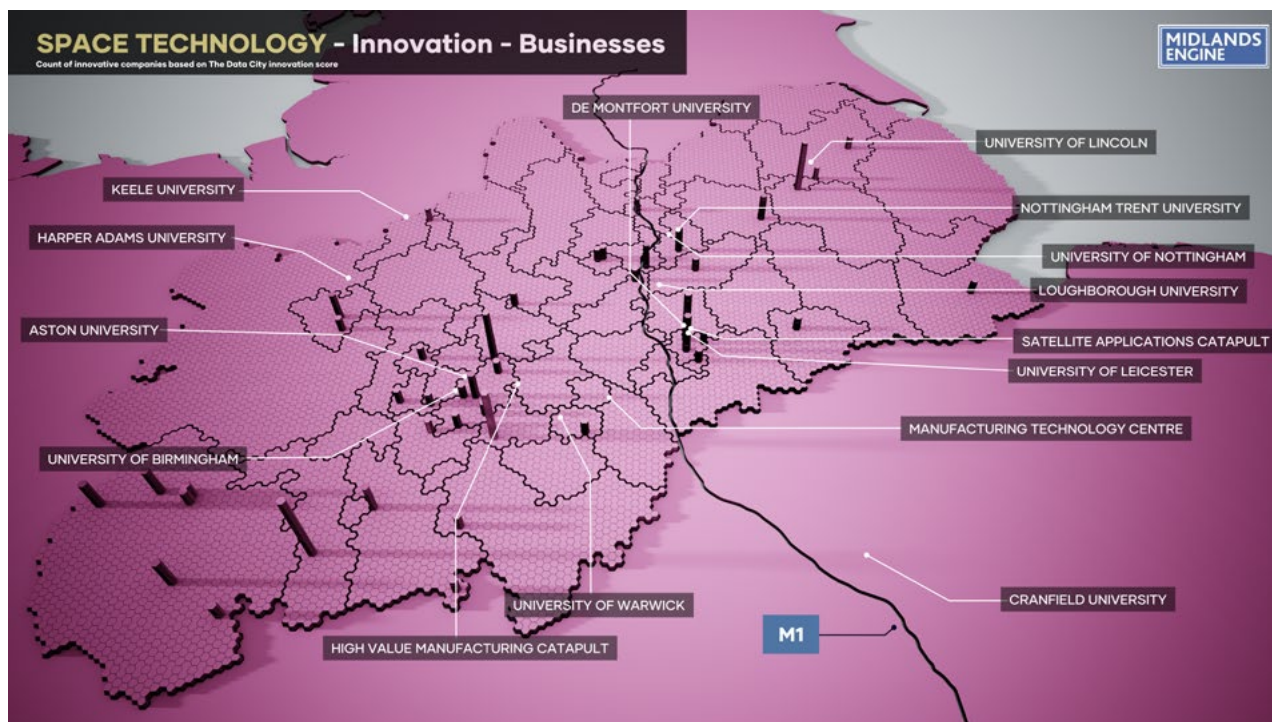 SPACE TECHNOLOGY - Innovation - Businesses
Count of innovative companies based on The Data City innovation score
MIDLANDS
ENGINE
DE MONTFORT UNIVERSITY
UNIVERSITY OF LINCOLN
KEELE UNIVERSITY
NOTTINGHAM TRENT UNIVERSITY
HARPER ADAMS UNIVERSITY
UNIVERSITY OF NOTTINGHAM
LOUGHBOROUGH UNIVERSITY
ASTON UNIVERSITY
SATELLITE APPLICATIONS CATAPULT
UNIVERSITY OF LEICESTER
MANUFACTURING TECHNOLOGY CENTRE
UNIVERSITY OF BIRMINGHAM
CRANFIELD UNIVERSITY
UNIVERSITY OF WARWICK
M1
HIGH VALUE MANUFACTURING CATAPULT